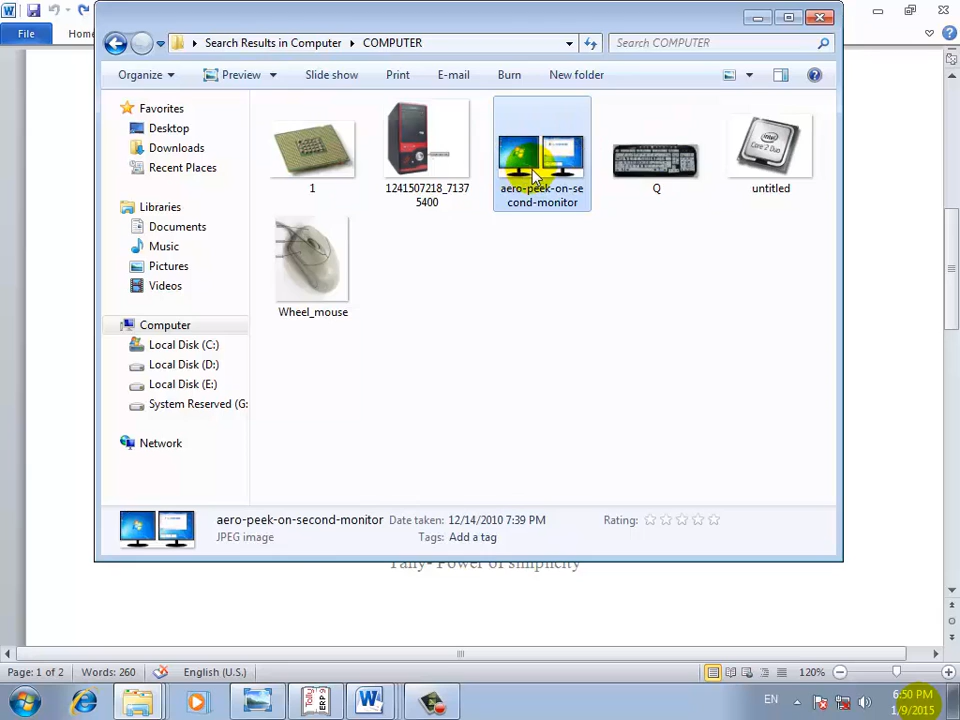 File
Home
Search Results in Computer
COMPUTER
Search COMPUTER
Organize
Preview
Slide show
Print
E-mail
Burn
New folder
Favorites
Desktop
Downloads
Recent Places
Libraries
Documents
Music
Pictures
Videos
Computer
Local Disk (C:)
Local Disk (D:)
Local Disk (E:)
System Reserved (G:
Network
1
1241507218_7137
5400
aero-peek-on-se
cond-monitor
Q
untitled
Wheel_mouse
aero-peek-on-second-monitor
Date taken: 12/14/2010 7:39 PM
Rating:
JPEG image
Tags: Add a tag
Tally- Power of simplicity
Page: 1 of 2
Words: 260
English (U.S.)
120%
EN
6:50 PM
1/9/2015